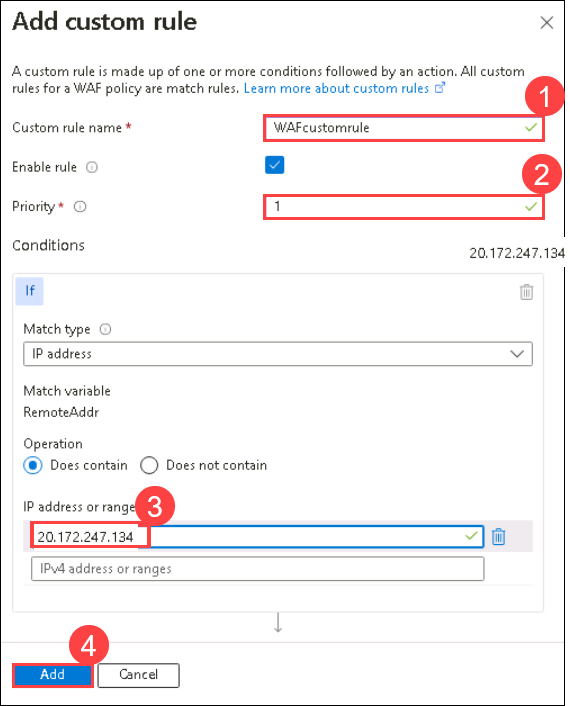 Add custom rule
A custom rule is made up of one or more conditions followed by an action. All custom
rules for a WAF policy are match rules. Learn more about custom rules
1
Custom rule name * WAFcustomrule
Enable rule
2
Priority * 1
Conditions
20.172.247.134
If
Match type
IP address
Match variable
RemoteAddr
Operation
Does contain Does not contain
3
IP address or range
20.172.247.134
IPv4 address or ranges
4
Add Cancel